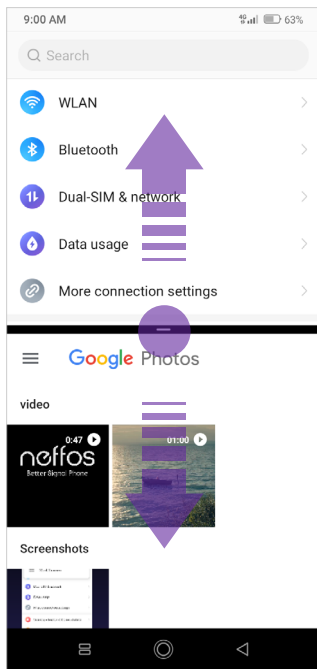 9:00 AM 4G 63%
Search
WLAN
Bluetooth
Dual-SIM & network
Data usage
More connection settings
Google Photos
video
0:47
01:00
neffos
Better Signal Phone
Screenshots